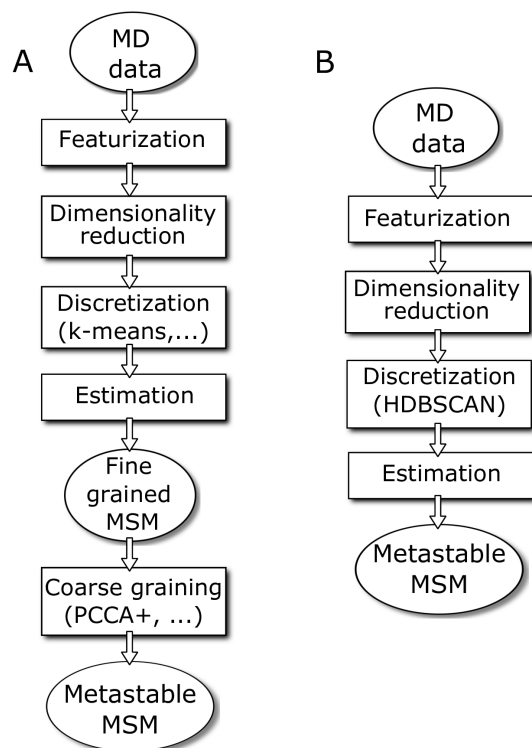 A
MD
data
Featurization
Dimensionality
reduction
Discretization
(k-means,...)
Estimation
Fine
grained
MSM
Coarse graining
(PCCA+, ...)
Metastable
MSM
B
MD
data
Featurization
Dimensionality
reduction
Discretization
(HDBSCAN)
Estimation
Metastable
MSM